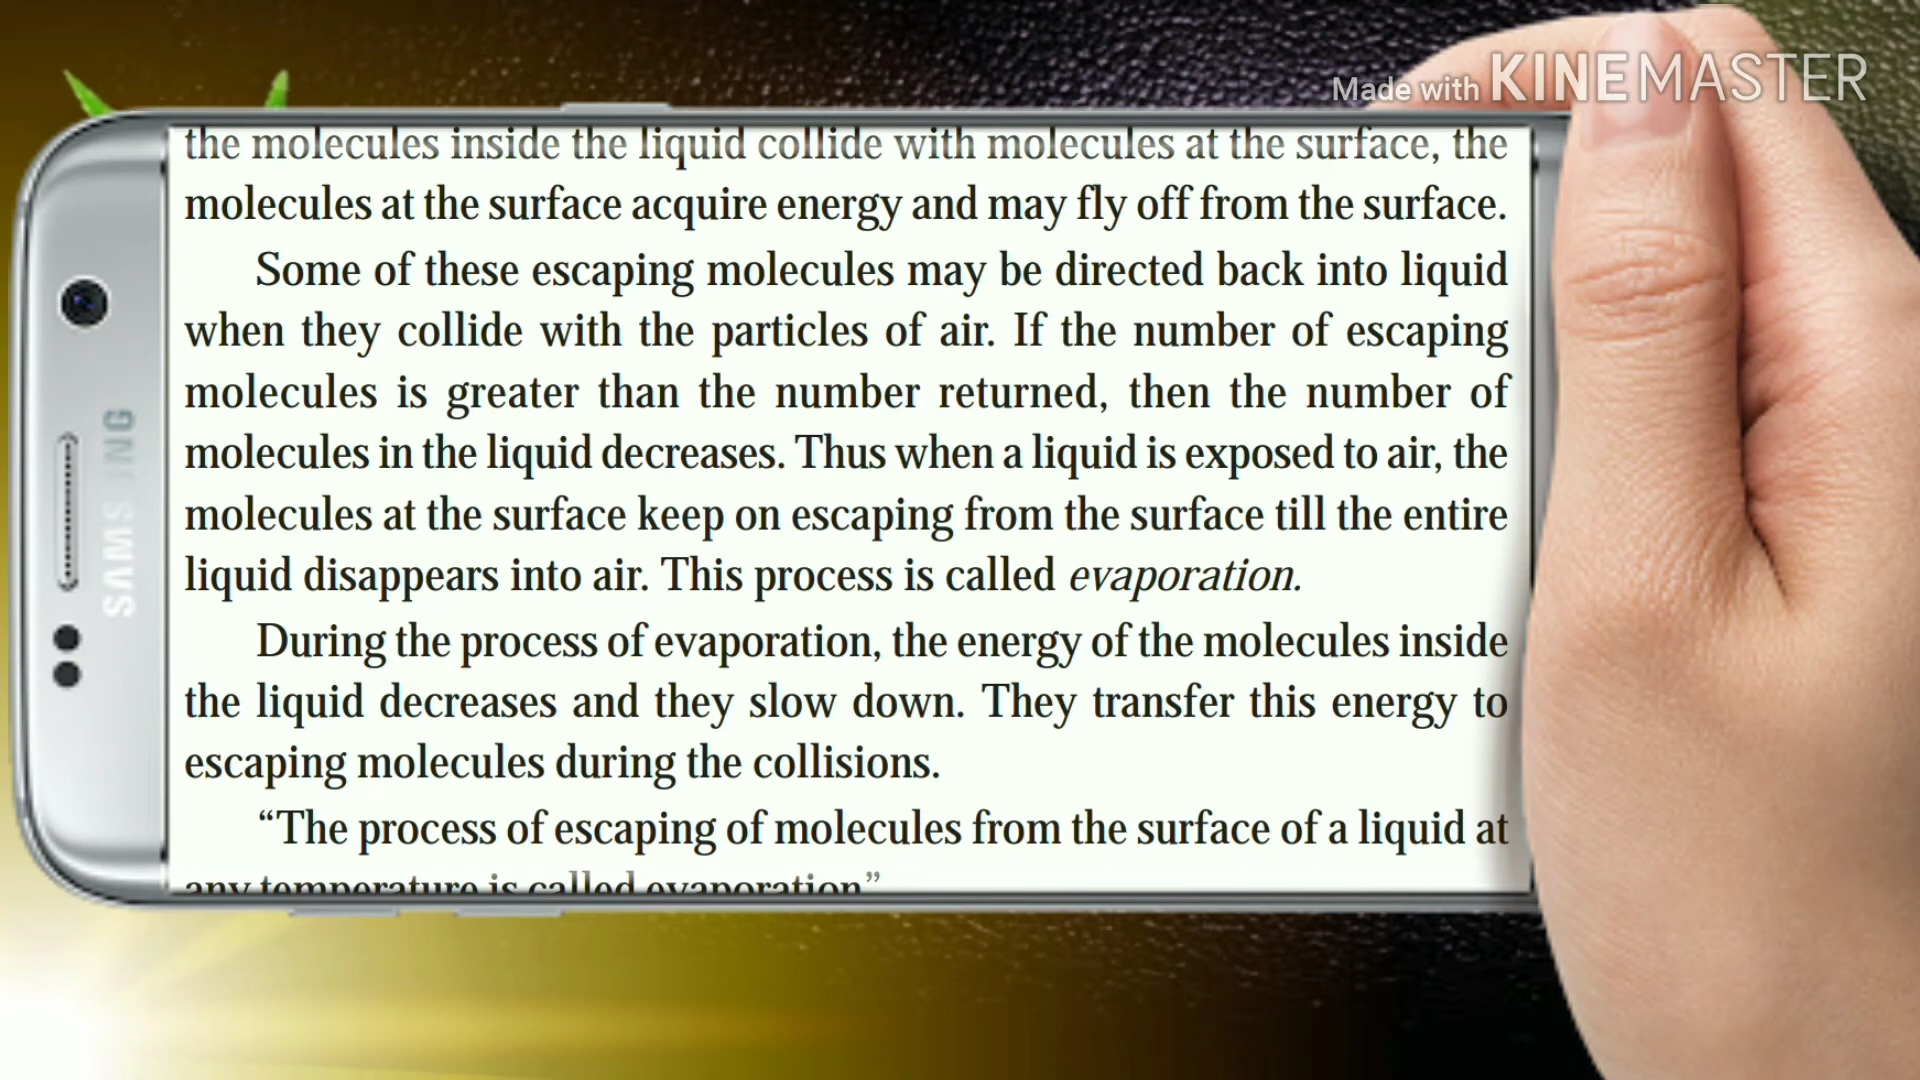 Made with KINEMASTER
the molecules inside the liquid collide with molecules at the surface, the
molecules at the surface acquire energy and may fly off from the surface.
Some of these escaping molecules may be directed back into liquid
when they collide with the particles of air. If the number of escaping
molecules is greater than the number returned, then the number of
molecules in the liquid decreases. Thus when a liquid is exposed to air, the
molecules at the surface keep on escaping from the surface till the entire
liquid disappears into air. This process is called evaporation.
During the process of evaporation, the energy of the molecules inside
the liquid decreases and they slow down. They transfer this energy to
escaping molecules during the collisions.
“The process of escaping of molecules from the surface of a liquid at
any temperature is called evaporation”
SAMSUNG